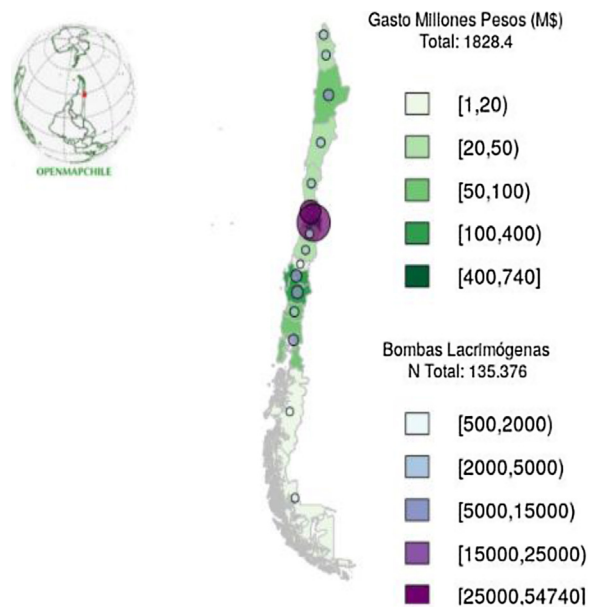 OPENMAPCHILE
Gasto Millones Pesos (M$)
Total: 1828.4
[1,20)
[20,50)
[50,100)
[100,400)
[400,740]
Bombas Lacrimógenas
N Total: 135.376
[500,2000)
[2000,5000)
[5000,15000)
[15000,25000)
[25000,54740]